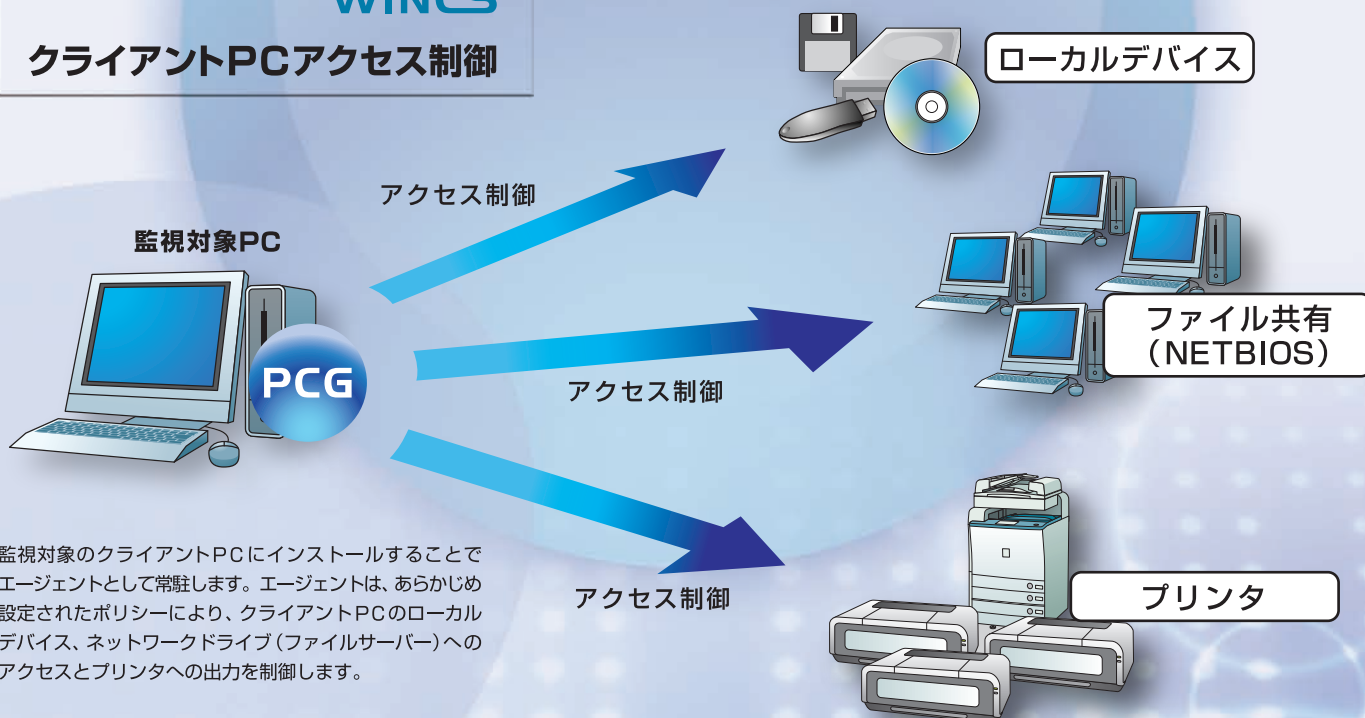 クライアントPCアクセス制御
ローカルデバイス
アクセス制御
監視対象PC
PCG
ファイル共有
（NETBIOS）
アクセス制御
アクセス制御
プリンタ
監視対象のクライアントPCにインストールすることで
エージェントとして常駐します。エージェントは、あらかじめ
設定されたポリシーにより、クライアントPCのローカル
デバイス、ネットワークドライブ（ファイルサーバー）への
アクセスとプリンタへの出力を制御します。